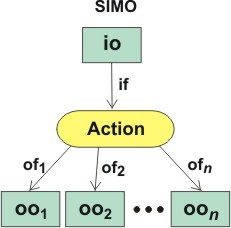 SIMO
io
if
Action
of1 of2 ofn
oo1 oo2 ••• oon